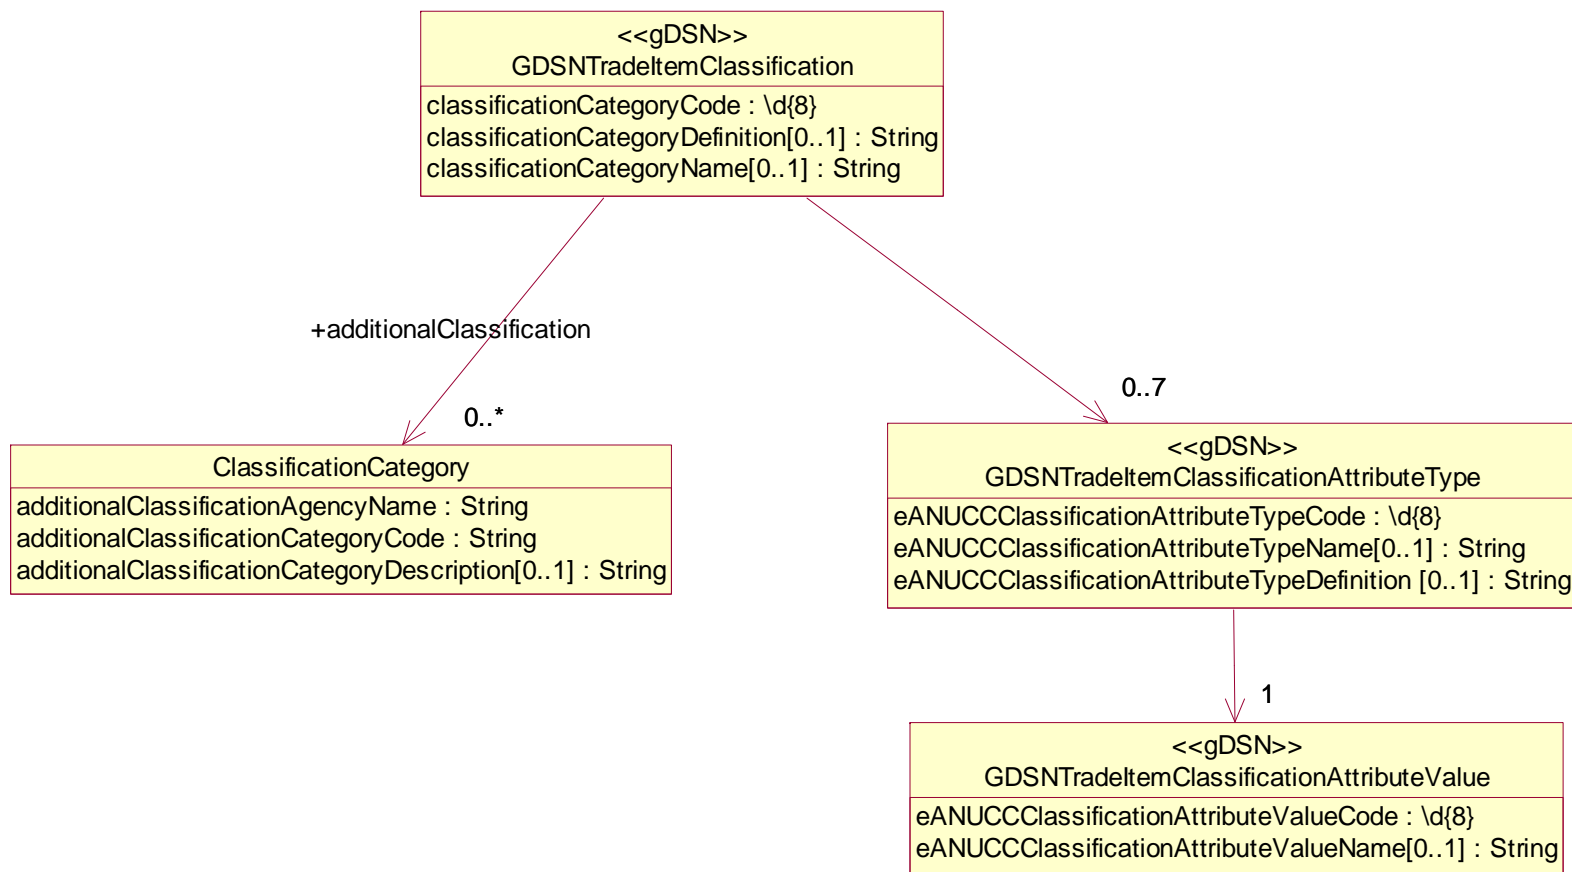 <<gDSN>>
GDSNTradeItemClassification
classificationCategoryCode : \d{8}
classificationCategoryDefinition[0..1] : String
classificationCategoryName[0..1] : String
+additionalClassification
0..*
0..7
ClassificationCategory
additionalClassificationAgencyName : String
additionalClassificationCategoryCode : String
additionalClassificationCategoryDescription[0..1] : String
<<gDSN>>
GDSNTradeItemClassificationAttributeType
eANUCCClassificationAttributeTypeCode : \d{8}
eANUCCClassificationAttributeTypeName[0..1] : String
eANUCCClassificationAttributeTypeDefinition [0..1] : String
1
<<gDSN>>
GDSNTradeItemClassificationAttributeValue
eANUCCClassificationAttributeValueCode : \d{8}
eANUCCClassificationAttributeValueName[0..1] : String